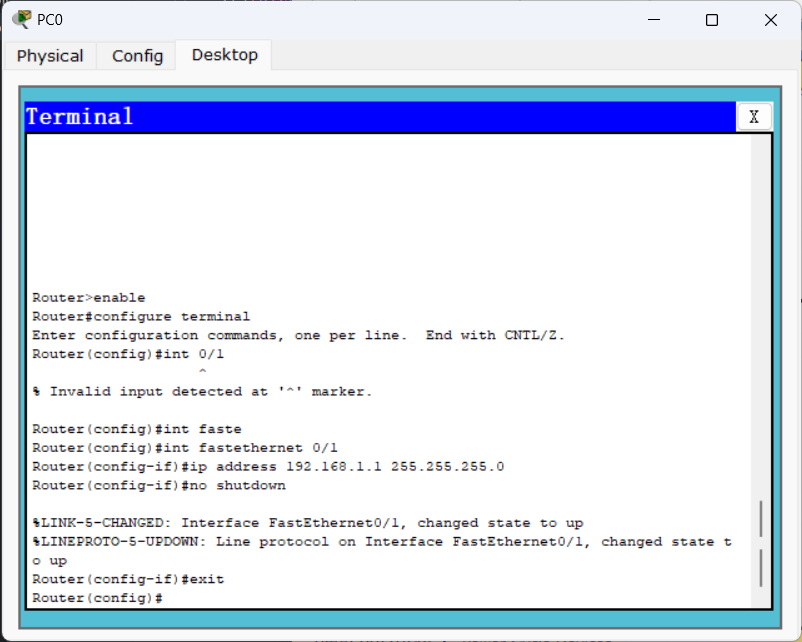 PC0
Physical Config Desktop
Terminal
X
Router>enable
Router#configure terminal
Enter configuration commands, one per line.  End with CNTL/Z.
Router(config)#int 0/1
^
% Invalid input detected at '^' marker.
Router(config)#int faste
Router(config)#int fastethernet 0/1
Router(config-if)#ip address 192.168.1.1 255.255.255.0
Router(config-if)#no shutdown
%LINK-5-CHANGED: Interface FastEthernet0/1, changed state to up
%LINEPROTO-5-UPDOWN: Line protocol on Interface FastEthernet0/1, changed state t
o up
Router(config-if)#exit
Router(config)#